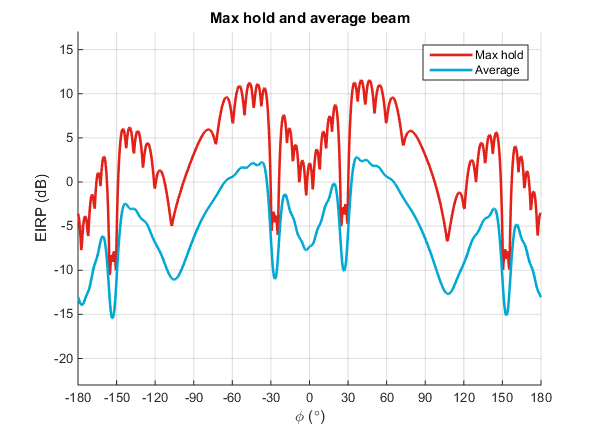 Max hold and average beam
Max hold
Average
EIRP (dB)
15
10
5
0
-5
-10
-15
-20
-180 -150 -120 -90 -60 -30 0 30 60 90 120 150 180
ϕ (°)